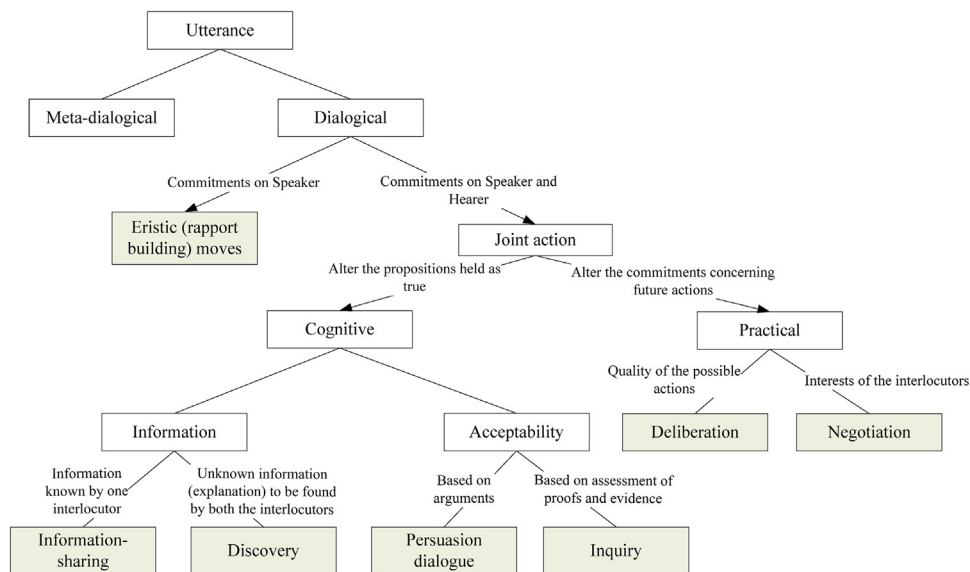 Utterance
Meta-dialogical
Dialogical
Commitments on Speaker
Commitments on Speaker and
Hearer
Eristic (rapport
building) moves
Joint action
Alter the propositions held as
true
Alter the commitments concerning
future actions
Cognitive
Practical
Quality of the possible
actions
Interests of the interlocutors
Information
Acceptability
Deliberation
Negotiation
Information
known by one
interlocutor
Unknown information
(explanation) to be found
by both the interlocutors
Based on
arguments
Based on assessment of
proofs and evidence
Information-
sharing
Discovery
Persuasion
dialogue
Inquiry